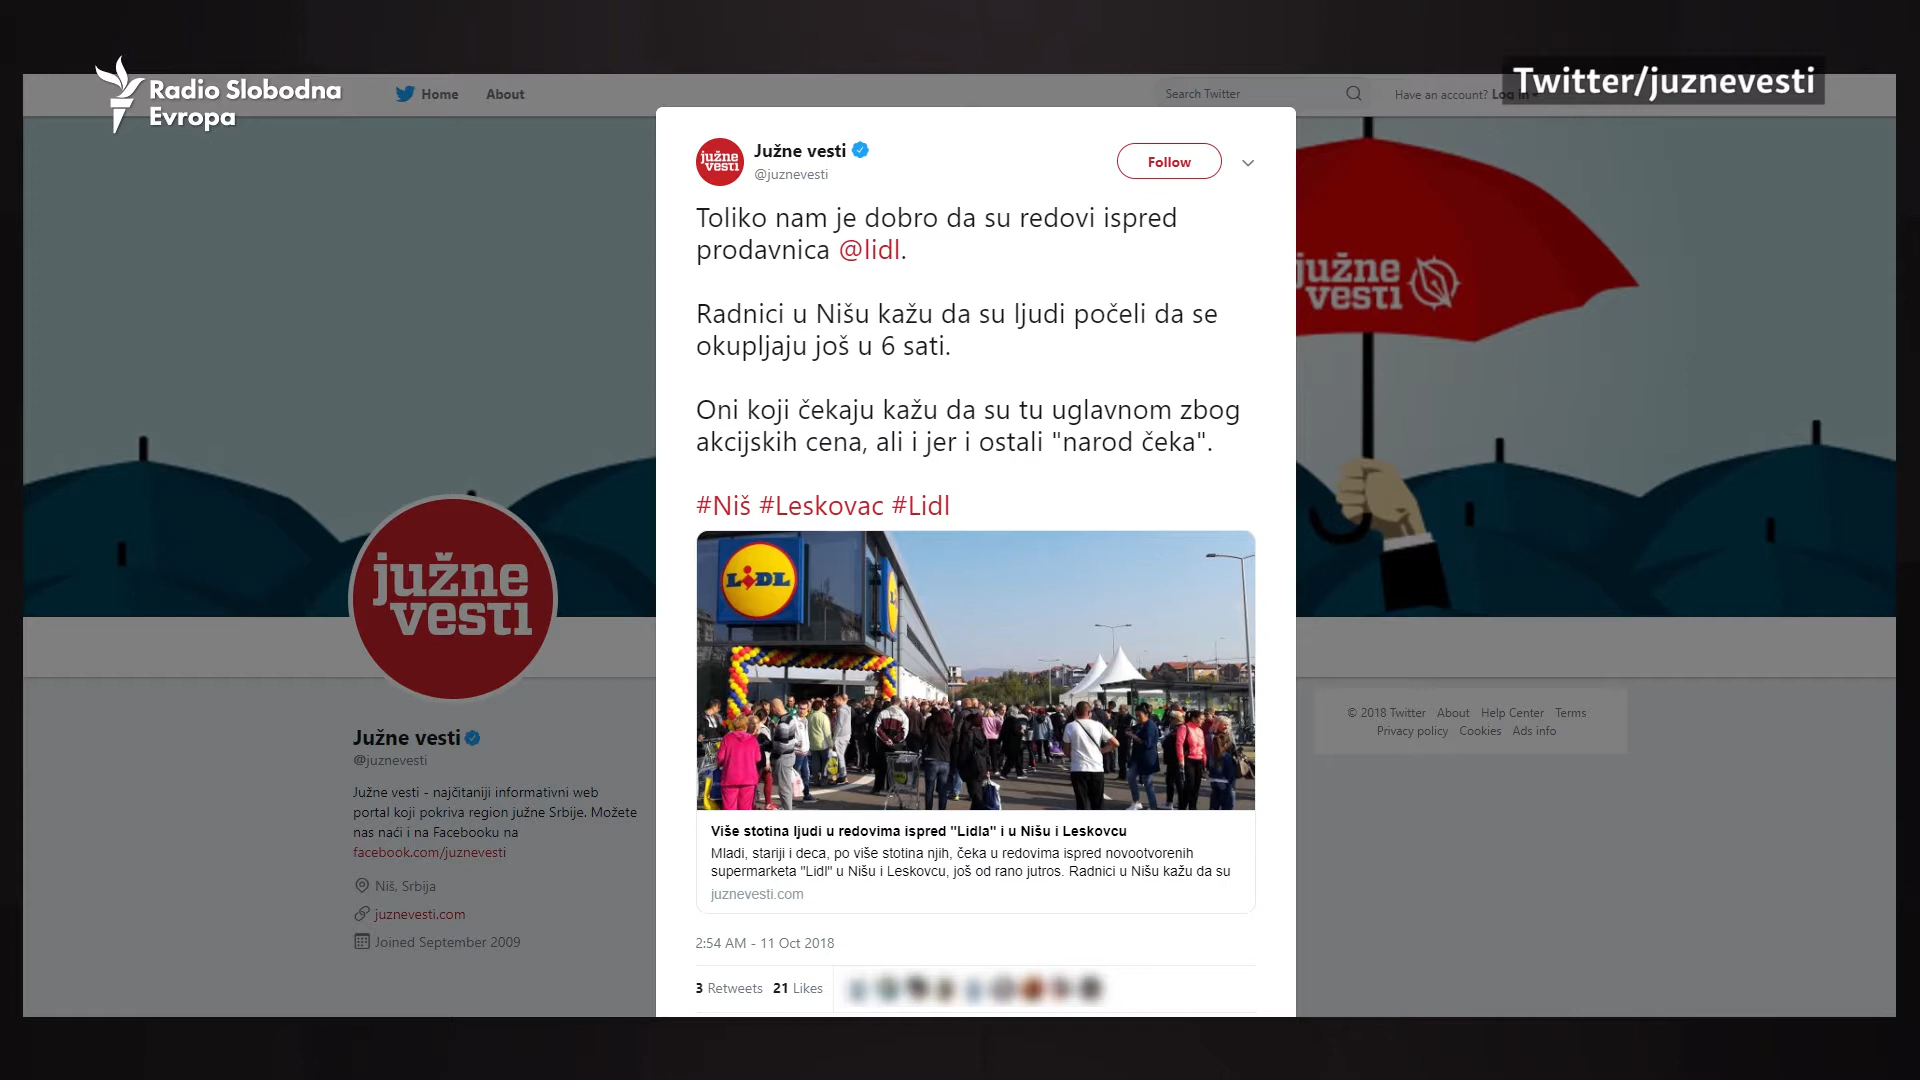 Radio Slobodna
Evropa
Home
About
Search Twitter
Have an account? Log in
Twitter/juznevesti
južne
vesti
Južne vesti
@juznevesti
Follow
Toliko nam je dobro da su redovi ispred
prodavnica @lidl.
Radnici u Nišu kažu da su ljudi počeli da se
okupljaju još u 6 sati.
Oni koji čekaju kažu da su tu uglavnom zbog
akcijskih cena, ali i jer i ostali "narod čeka".
#Niš #Leskovac #Lidl
LIDL
Više stotina ljudi u redovima ispred "Lidla" i u Nišu i Leskovcu
Mladi, stariji i deca, po više stotina njih, čeka u redovima ispred novootvorenih
supermarketa "Lidl" u Nišu i Leskovcu, još od rano jutros. Radnici u Nišu kažu da su
juznevesti.com
2:54 AM - 11 Oct 2018
3 Retweets 21 Likes
južne
vesti
južne
vesti
Južne vesti
@juznevesti
Južne vesti - najčitaniji informativni web
portal koji pokriva region južne Srbije. Možete
nas naći i na Facebooku na
facebook.com/juznevesti
Niš, Srbija
juznevesti.com
Joined September 2009
© 2018 Twitter About Help Center Terms
Privacy policy Cookies Ads info